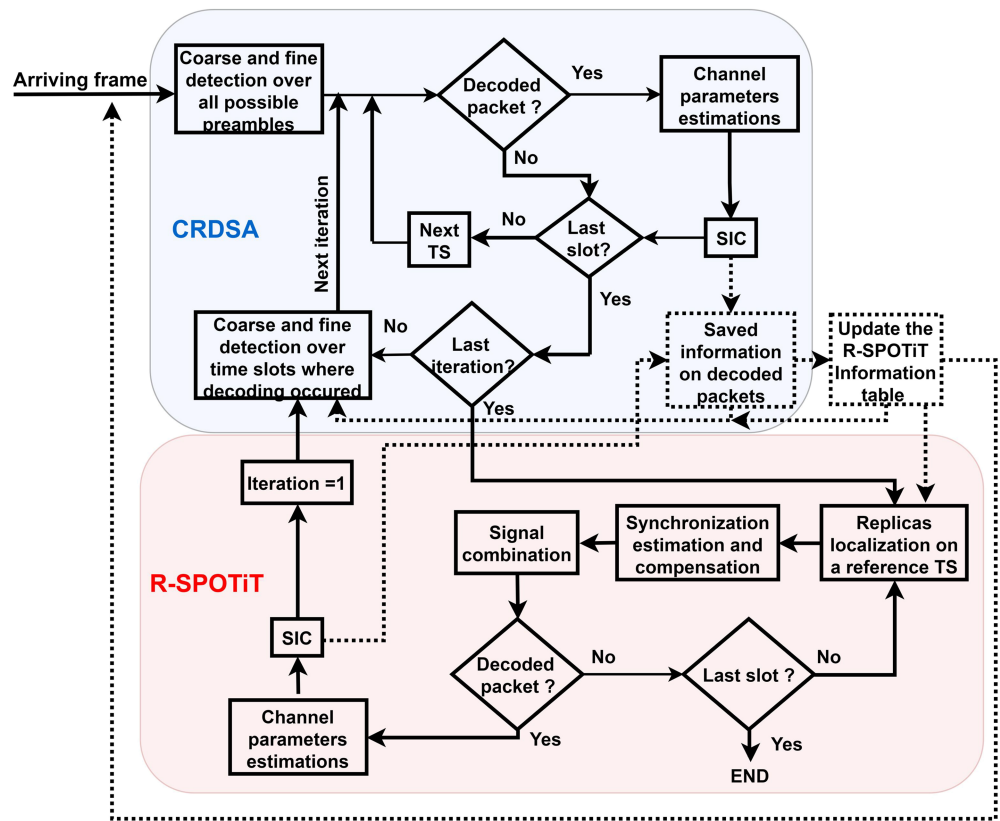 Arriving frame
Coarse and fine
detection over
all possible
preambles
Decoded
packet ?
Yes
Channel
parameters
estimations
No
CRDSA
Next iteration
Next
TS
No
Last
slot?
SIC
Yes
Coarse and fine
detection over
time slots where
decoding occured
No
Last
iteration?
Yes
Saved
information
on decoded
packets
Update the
R-SPOTiT
Information
table
Iteration =1
Signal
combination
Synchronization
estimation and
compensation
Replicas
localization on
a reference TS
R-SPOTiT
SIC
Decoded
packet ?
No
Last slot ?
No
Channel
parameters
estimations
Yes
Yes
END